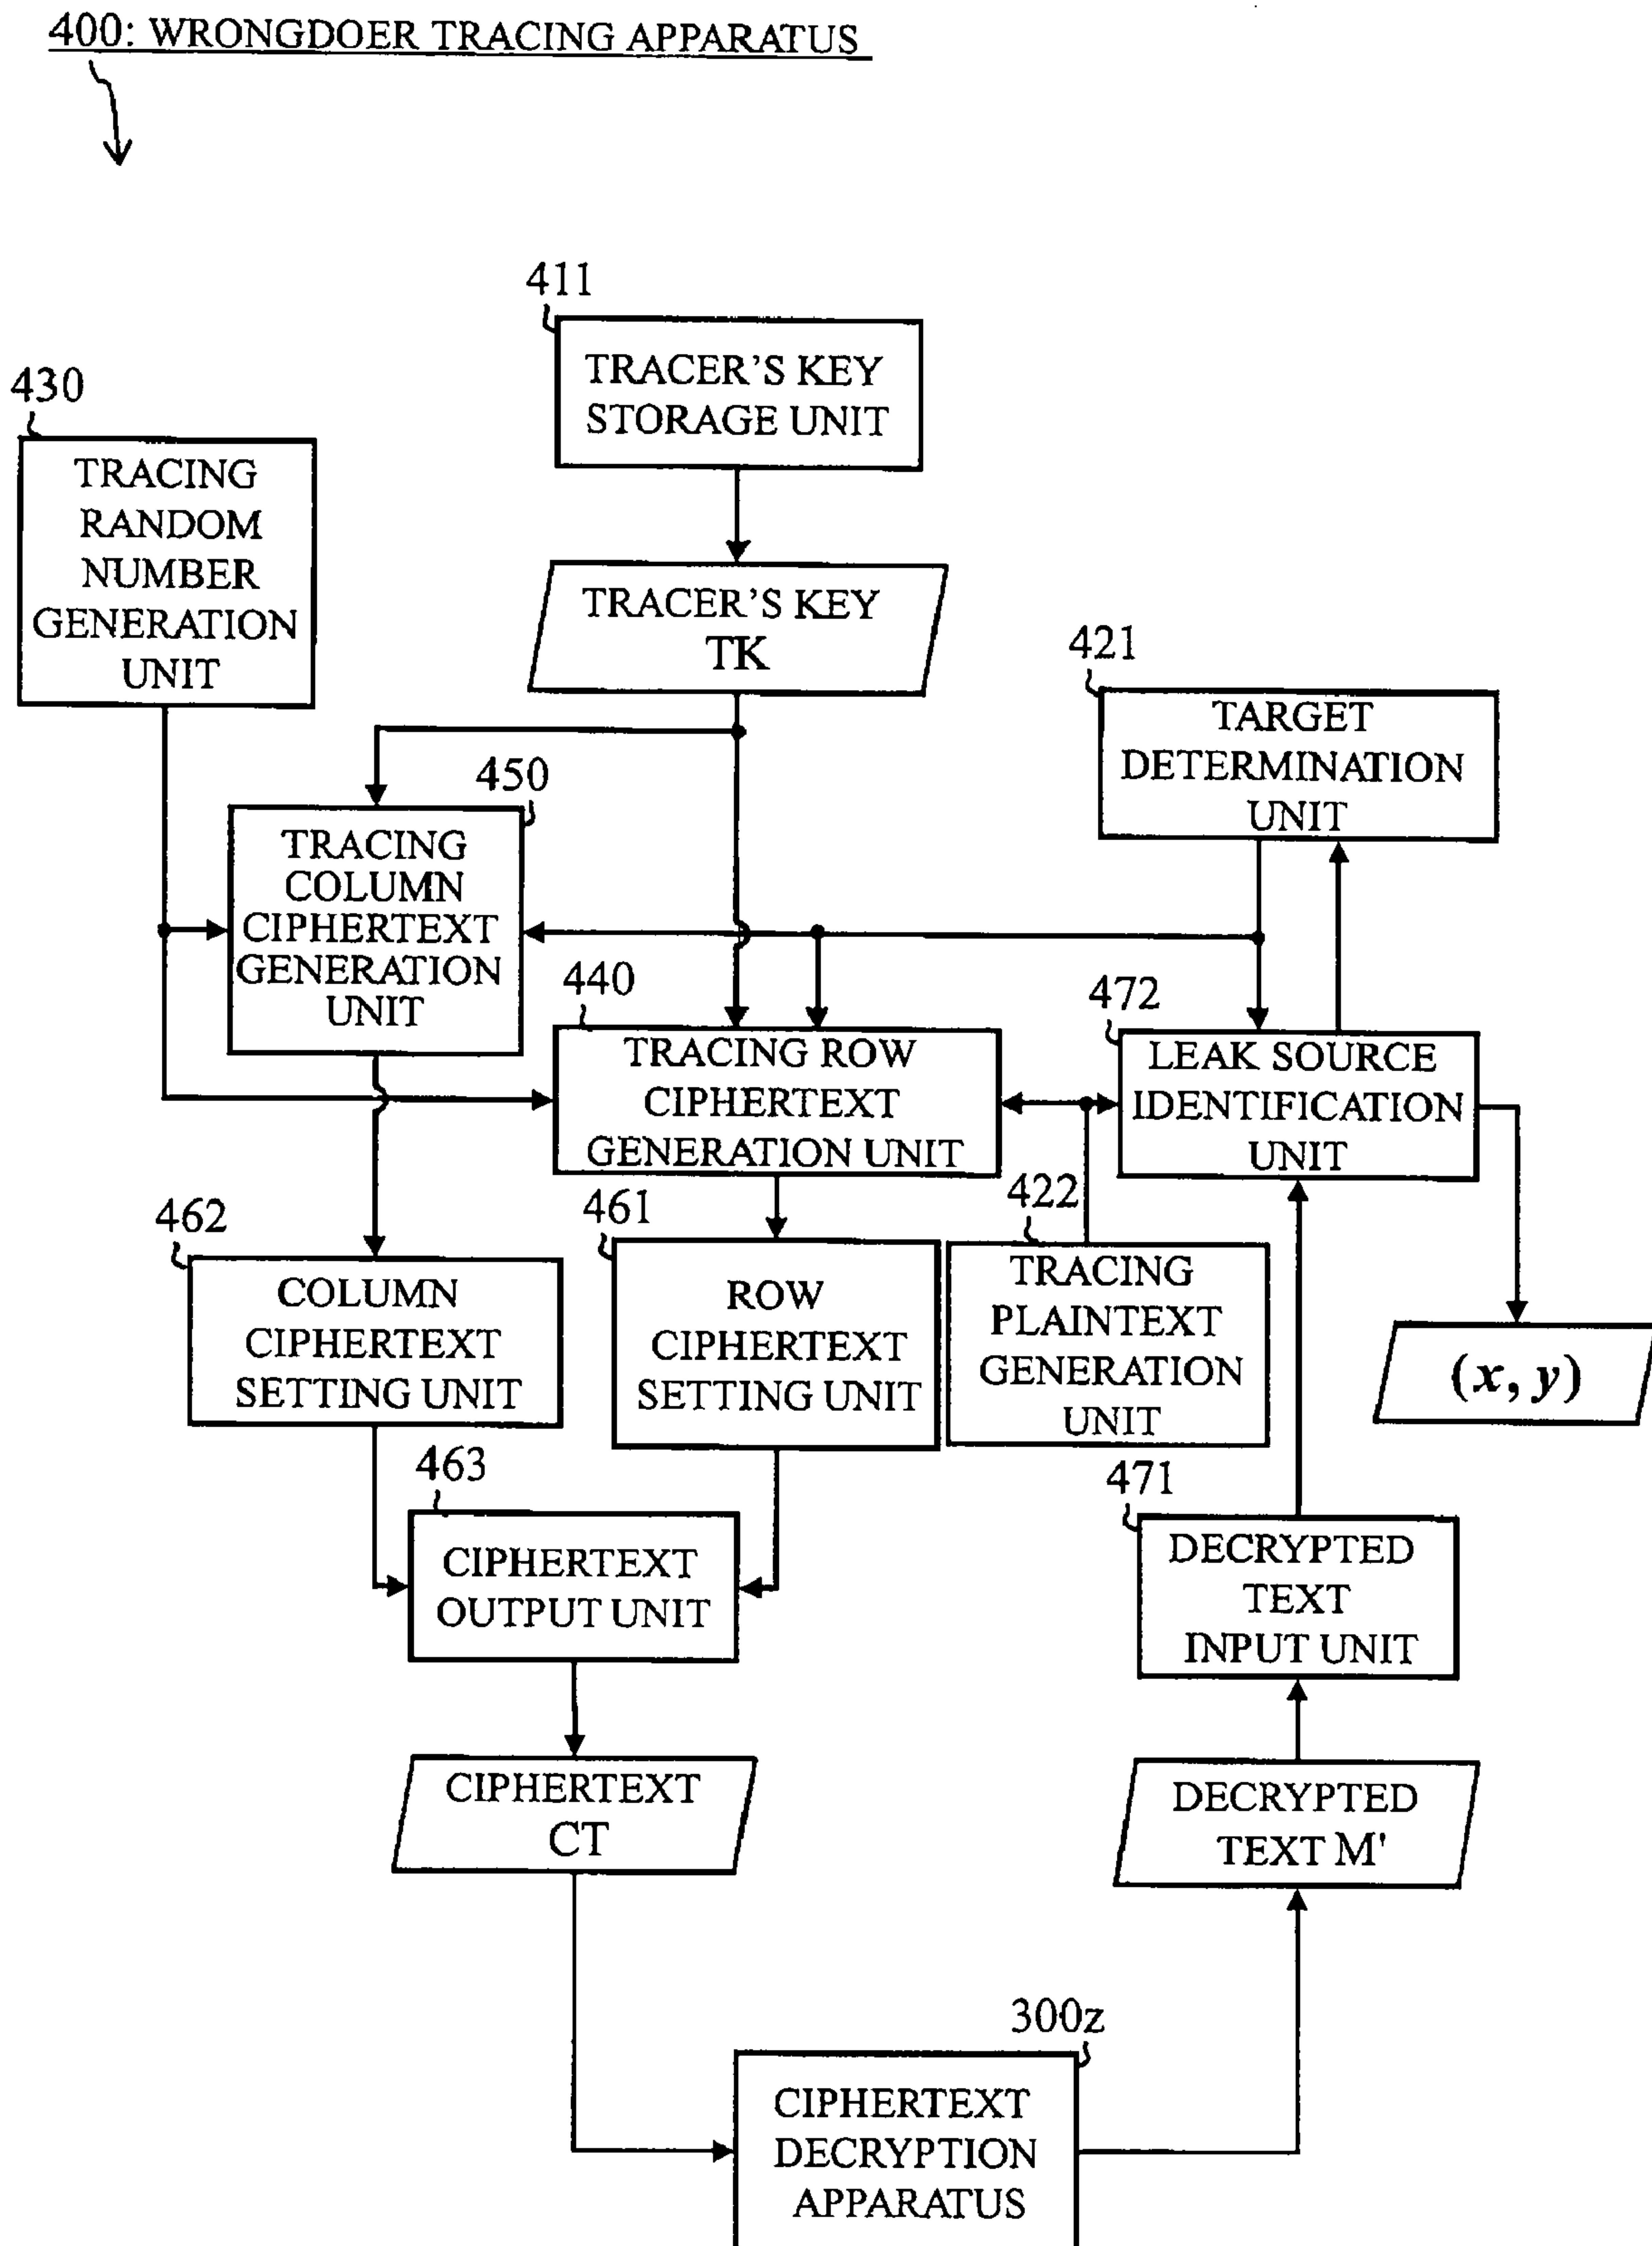 400: WRONGDOER TRACING APPARATUS
411
TRACER'S KEY
STORAGE UNIT
430
TRACING
RANDOM
NUMBER
GENERATION
UNIT
TRACER'S KEY
TK
421
TARGET
DETERMINATION
UNIT
450
TRACING
COLUMN
CIPHERTEXT
GENERATION
UNIT
440
TRACING ROW
CIPHERTEXT
GENERATION UNIT
472
LEAK SOURCE
IDENTIFICATION
UNIT
462
COLUMN
CIPHERTEXT
SETTING UNIT
461
ROW
CIPHERTEXT
SETTING UNIT
422
TRACING
PLAINTEXT
GENERATION
UNIT
(x, y)
463
CIPHERTEXT
OUTPUT UNIT
471
DECRYPTED
TEXT
INPUT UNIT
CIPHERTEXT
CT
DECRYPTED
TEXT M'
300z
CIPHERTEXT
DECRYPTION
APPARATUS